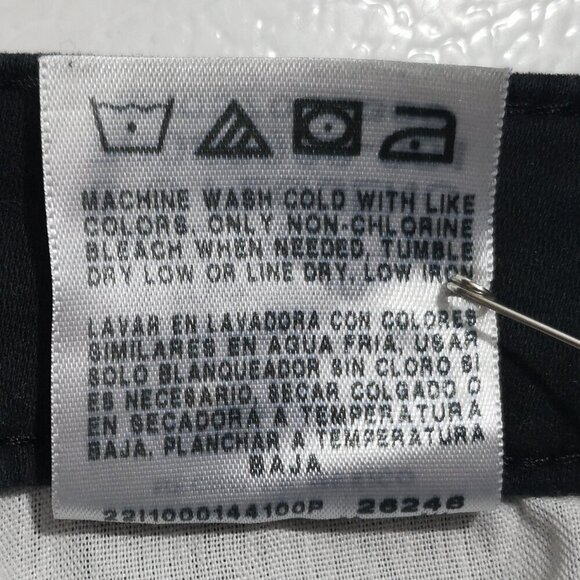 MACHINE WASH COLD WITH LIKE
COLORS, ONLY NON-CHLORINE
BLEACH WHEN NEEDED, TUMBLE
DRY LOW OR LINE DRY, LOW IRON
LAVAR EN LAVADORA CON COLORES
SIMILARES EN AGUA FRIA, USAR
SOLO BLANQUEADOR SIN CLORO SI
ES NECESARIO, SECAR COLGADO O
EN SECADORA A TEMPERATURA
BAJA, PLANCHAR A TEMPERATURA
BAJA
2211000144100P 26246